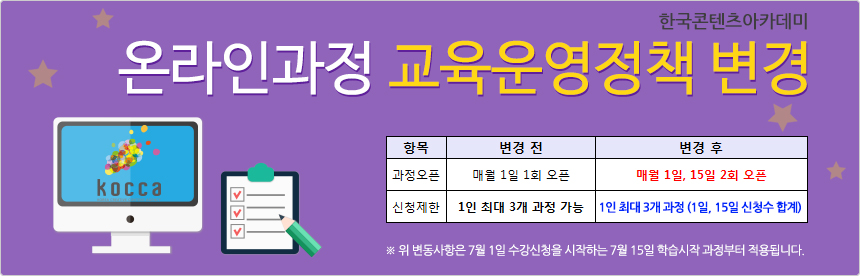 한국콘텐츠아카데미
온라인과정 교육운영정책 변경
kocca
항목 변경 전 변경 후
과정오픈 매월 1일 1회 오픈 매월 1일, 15일 2회 오픈
신청제한 1인 최대 3개 과정 가능 1인 최대 3개 과정 (1일, 15일 신청수 합계)
※ 위 변동사항은 7월 1일 수강신청을 시작하는 7월 15일 학습시작 과정부터 적용됩니다.